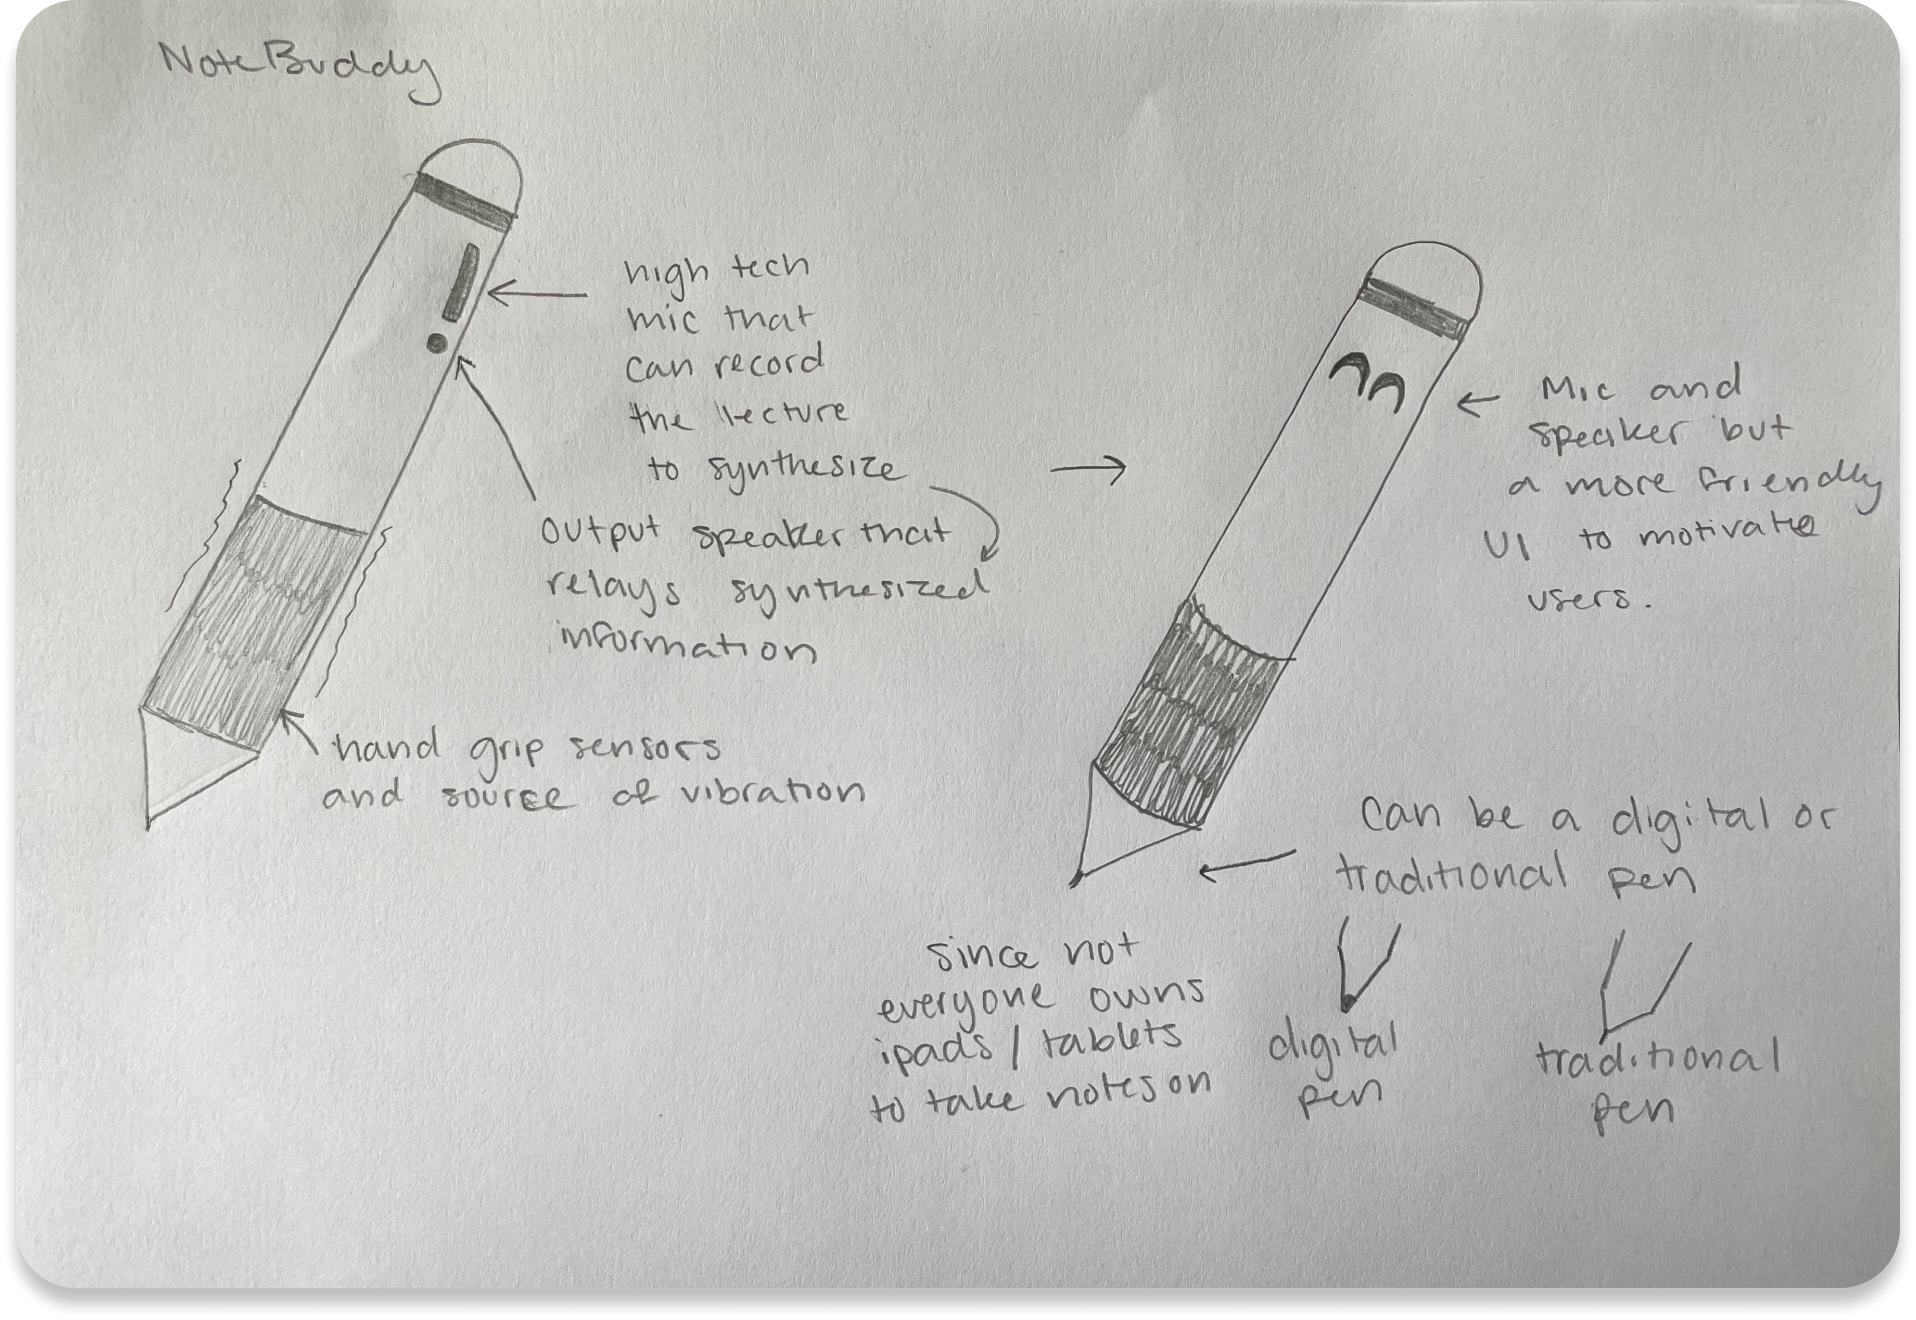 NoteBuddy
high tech
mic that
can record
the lecture
to synthesize
output speaker that
relays synthesized
information
hand grip sensors
and source of vibration
Mic and
speaker but
a more friendly
UI to motivate
users.
can be a digital or
traditional pen
since not
everyone owns
ipads / tablets
to take notes on
digital
pen
traditional
pen